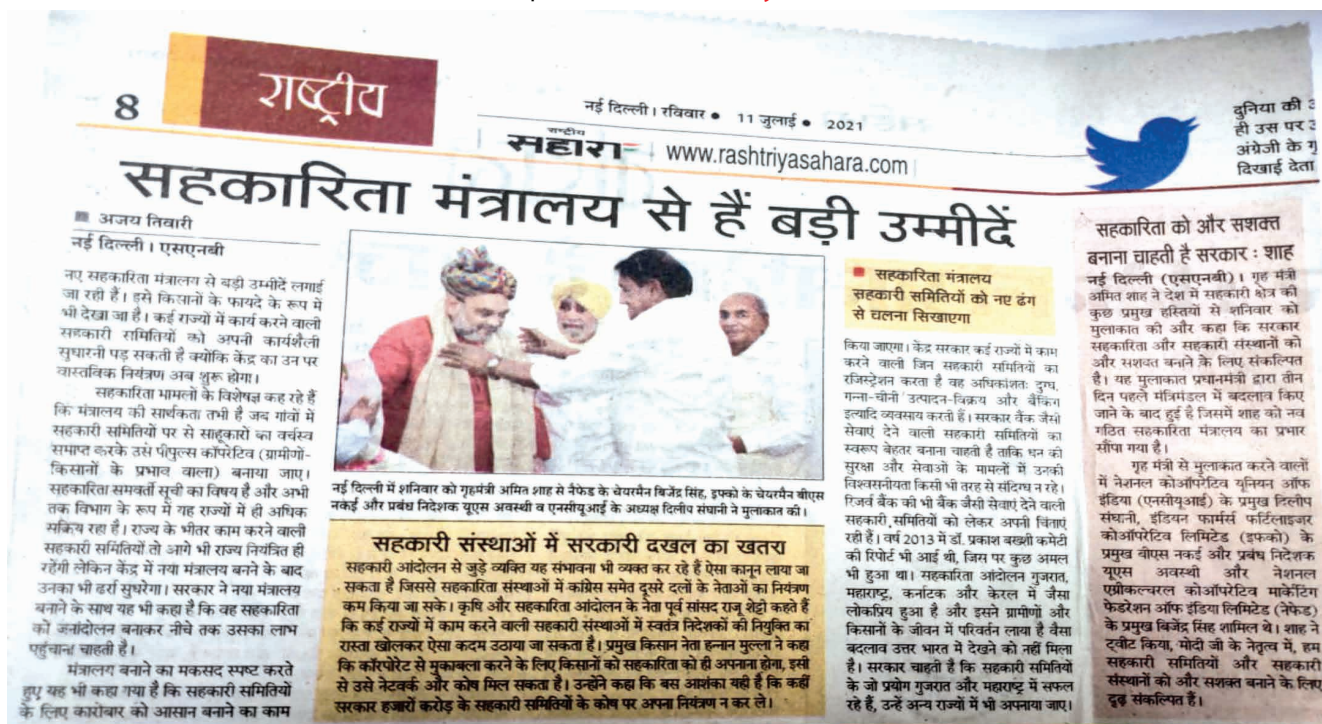 8
राष्ट्रीय
नई दिल्ली। रविवार ● 11 जुलाई ● 2021
राष्ट्रीय
सहारा
www.rashtriyasahara.com
दुनिया की
ही उस पर
अंग्रेजी के
दिखाई देता
सहकारिता मंत्रालय से हैं बड़ी उम्मीदें
■ अजय तिवारी
नई दिल्ली। एसएनबी
नए सहकारिता मंत्रालय से बड़ी उम्मीदें लगाई
जा रही हैं। इसे किसानों के फायदे के रूप में
भी देखा जा है। कई राज्यों में कार्य करने वाली
सहकारी समितियों को अपनी कार्यशैली
सुधारनी पड़ सकती है क्योंकि केंद्र का उन पर
वास्तविक नियंत्रण अब शुरू होगा।
सहकारिता मामलों के विशेषज्ञ कह रहे हैं
कि मंत्रालय की सार्थकता तभी है जब गांवों में
सहकारी समितियों पर से साहूकारों का वर्चस्व
समाप्त करके उसे पीपुल्स कॉपरेटिव (ग्रामीणों-
किसानों के प्रभाव वाला) बनाया जाए।
सहकारिता समवर्ती सूची का विषय है और अभी
तक विभाग के रूप में यह राज्यों में ही अधिक
सक्रिय रहा है। राज्य के भीतर काम करने वाली
सहकारी समितियों तो आगे भी राज्य नियंत्रित ही
रहेंगी लेकिन केंद्र में नया मंत्रालय बनने के बाद
उनका भी ढर्रा सुधरेगा। सरकार ने नया मंत्रालय
बनाने के साथ यह भी कहा है कि वह सहकारिता
को जनांदोलन बनाकर नीचे तक उसका लाभ
पहुंचाना चाहती है।
मंत्रालय बनाने का मकसद स्पष्ट करते
हुए यह भी कहा गया है कि सहकारी समितियों
के लिए कारोबार को आसान बनाने का काम
नई दिल्ली में शनिवार को गृहमंत्री अमित शाह से नैफेड के चेयरमैन बिजेंद्र सिंह, इफ्को के चेयरमैन बीएस
नकई और प्रबंध निदेशक यूएस अवस्थी व एनसीयूआई के अध्यक्ष दिलीप संघानी ने मुलाकात की।
सहकारी संस्थाओं में सरकारी दखल का खतरा
सहकारी आंदोलन से जुड़े व्यक्ति यह संभावना भी व्यक्त कर रहे हैं ऐसा कानून लाया जा
सकता है जिससे सहकारिता संस्थाओं में कांग्रेस समेत दूसरे दलों के नेताओं का नियंत्रण
कम किया जा सके। कृषि और सहकारिता आंदोलन के नेता पूर्व सांसद राजू शेट्टी कहते हैं
कि कई राज्यों में काम करने वाली सहकारी संस्थाओं में स्वतंत्र निदेशकों की नियुक्ति का
रास्ता खोलकर ऐसा कदम उठाया जा सकता है। प्रमुख किसान नेता हन्नान मुल्ला ने कहा
कि कॉरपोरेट से मुकाबला करने के लिए किसानों को सहकारिता को ही अपनाना होगा, इसी
से उसे नेटवर्क और कोष मिल सकता है। उन्होंने कहा कि बस आशंका यही है कि कहीं
सरकार हजारों करोड़ के सहकारी समितियों के कोष पर अपना नियंत्रण न कर ले।
■ सहकारिता मंत्रालय
सहकारी समितियों को नए ढंग
से चलना सिखाएगा
किया जाएगा। केंद्र सरकार कई राज्यों में काम
करने वाली जिन सहकारी समितियों का
रजिस्ट्रेशन करता है वह अधिकांशतः दुग्ध,
गन्ना-चीनी उत्पादन-विक्रय और बैंकिंग
इत्यादि व्यवसाय करती हैं। सरकार बैंक जैसी
सेवाएं देने वाली सहकारी समितियों का
स्वरूप बेहतर बनाना चाहती है ताकि धन की
सुरक्षा और सेवाओं के मामलों में उनकी
विश्वसनीयता किसी भी तरह से संदिग्ध न रहे।
रिजर्व बैंक की भी बैंक जैसी सेवाएं देने वाली
सहकारी समितियों को लेकर अपनी चिंताएं
रही हैं। वर्ष 2013 में डॉ. प्रकाश बख्शी कमेटी
की रिपोर्ट भी आई थी, जिस पर कुछ अमल
भी हुआ था। सहकारिता आंदोलन गुजरात,
महाराष्ट्र, कर्नाटक और केरल में जैसा
लोकप्रिय हुआ है और इसने ग्रामीणों और
किसानों के जीवन में परिवर्तन लाया है वैसा
बदलाव उत्तर भारत में देखने को नहीं मिला
है। सरकार चाहती है कि सहकारी समितियों
के जो प्रयोग गुजरात और महाराष्ट्र में सफल
रहे हैं, उन्हें अन्य राज्यों में भी अपनाया जाए।
सहकारिता को और सशक्त
बनाना चाहती है सरकार : शाह
नई दिल्ली (एसएनबी)। गृह मंत्री
अमित शाह ने देश में सहकारी क्षेत्र की
कुछ प्रमुख हस्तियों से शनिवार को
मुलाकात की और कहा कि सरकार
सहकारिता और सहकारी संस्थानों को
और सशक्त बनाने के लिए संकल्पित
है। यह मुलाकात प्रधानमंत्री द्वारा तीन
दिन पहले मंत्रिमंडल में बदलाव किए
जाने के बाद हुई है जिसमें शाह को नव
गठित सहकारिता मंत्रालय का प्रभार
सौंपा गया है।
गृह मंत्री से मुलाकात करने वालों
में नेशनल कोऑपरेटिव यूनियन ऑफ
इंडिया (एनसीयूआई) के प्रमुख दिलीप
संघानी, इंडियन फार्मर्स फर्टिलाइजर
कोऑपरेटिव लिमिटेड (इफको) के
प्रमुख बीएस नकई और प्रबंध निदेशक
यूएस अवस्थी और नेशनल
एग्रीकल्चरल कोऑपरेटिव मार्केटिंग
फेडरेशन ऑफ इंडिया लिमिटेड (नेफेड)
के प्रमुख बिजेंद्र सिंह शामिल थे। शाह ने
ट्वीट किया, मोदी जी के नेतृत्व में, हम
सहकारी समितियों और सहकारी
संस्थानों को और सशक्त बनाने के लिए
दृढ़ संकल्पित हैं।